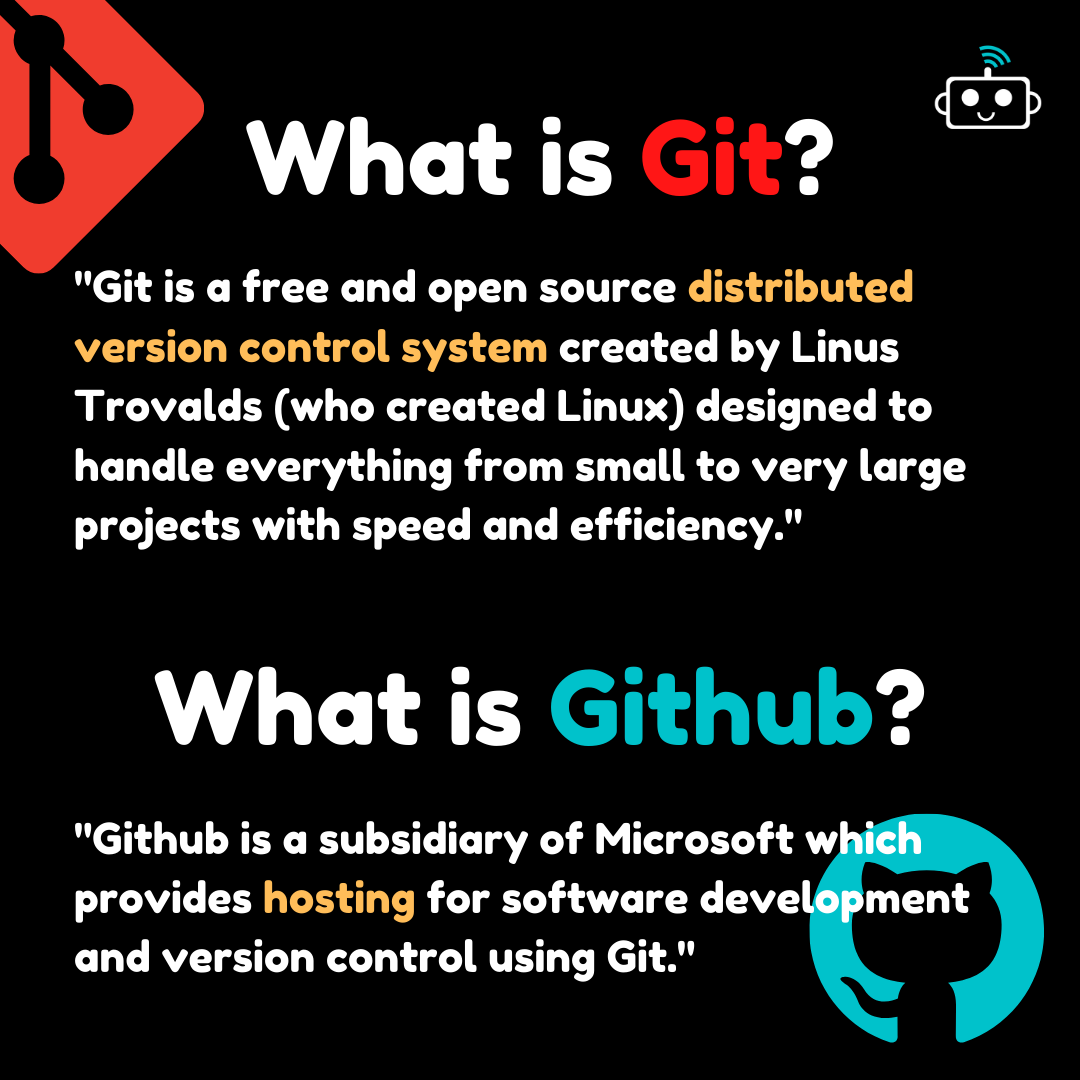 What is Git?
"Git is a free and open source distributed
version control system created by Linus
Trovalds (who created Linux) designed to
handle everything from small to very large
projects with speed and efficiency."
What is Github?
"Github is a subsidiary of Microsoft which
provides hosting for software development
and version control using Git."